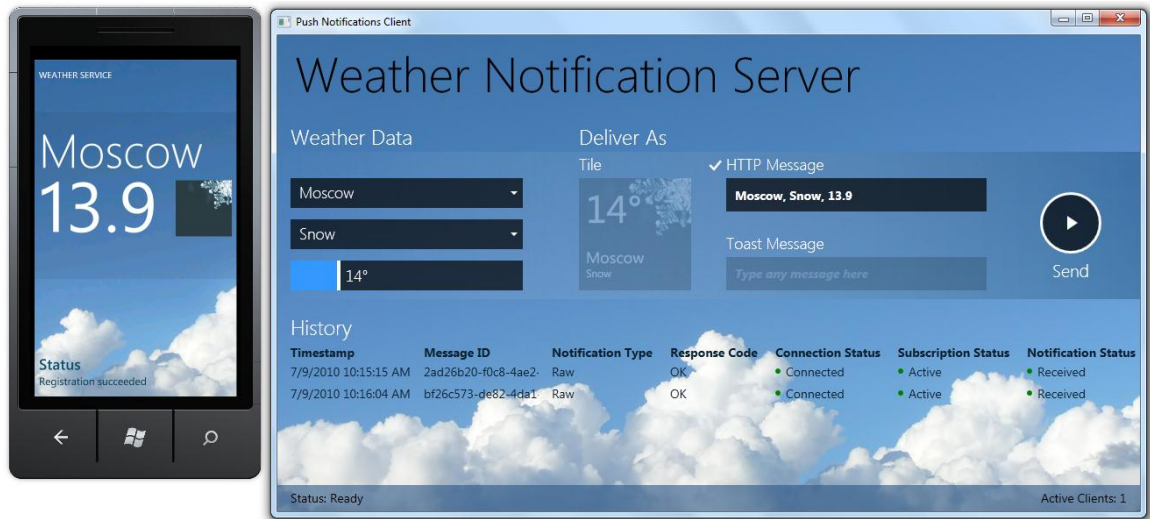 WEATHER SERVICE
Moscow
13.9
Status
Registration succeeded
Push Notifications Client
Weather Notification Server
Weather Data
Moscow
Snow
14°
Deliver As
Tile
14°
Moscow
Snow
HTTP Message
Moscow, Snow, 13.9
Toast Message
Type any message here
Send
History
Timestamp Message ID Notification Type Response Code Connection Status Subscription Status Notification Status
7/9/2010 10:15:15 AM 2ad26b20-f0c8-4ae2- Raw OK Connected Active Received
7/9/2010 10:16:04 AM bf26c573-de82-4da1 Raw OK Connected Active Received
Status: Ready Active Clients: 1